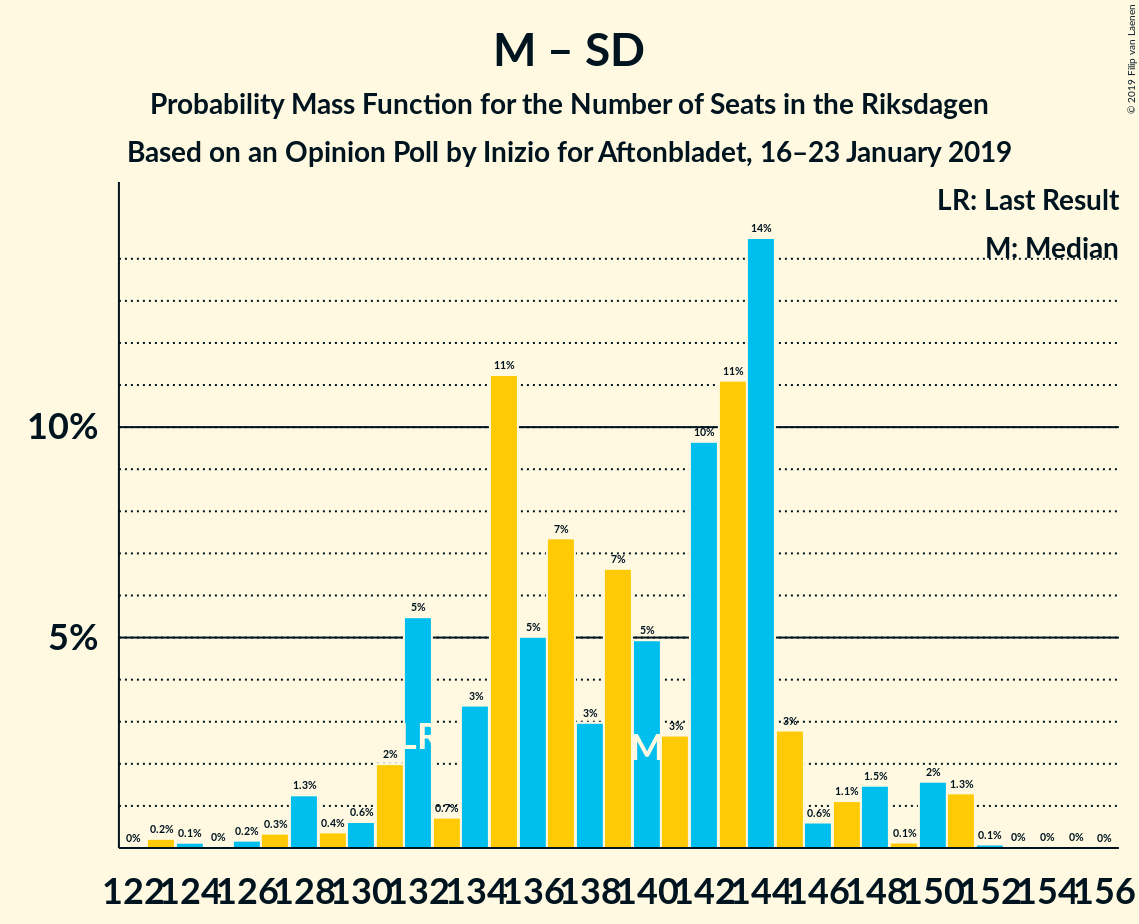 M – SD
Probability Mass Function for the Number of Seats in the Riksdagen
Based on an Opinion Poll by Inizio for Aftonbladet, 16–23 January 2019
© 2019 Filip van Laenen
LR: Last Result
M: Median
10%
5%
0% 0.2% 0.1% 0% 0.2% 0.3% 1.3% 0.4% 0.6% 2% 5% 0.7% 3% 11% 5% 7% 3% 7% 5% 3% 10% 11% 14% 3% 0.6% 1.1% 1.5% 0.1% 2% 1.3% 0.1% 0% 0% 0% 0%
LR
M
122 124 126 128 130 132 134 136 138 140 142 144 146 148 150 152 154 156